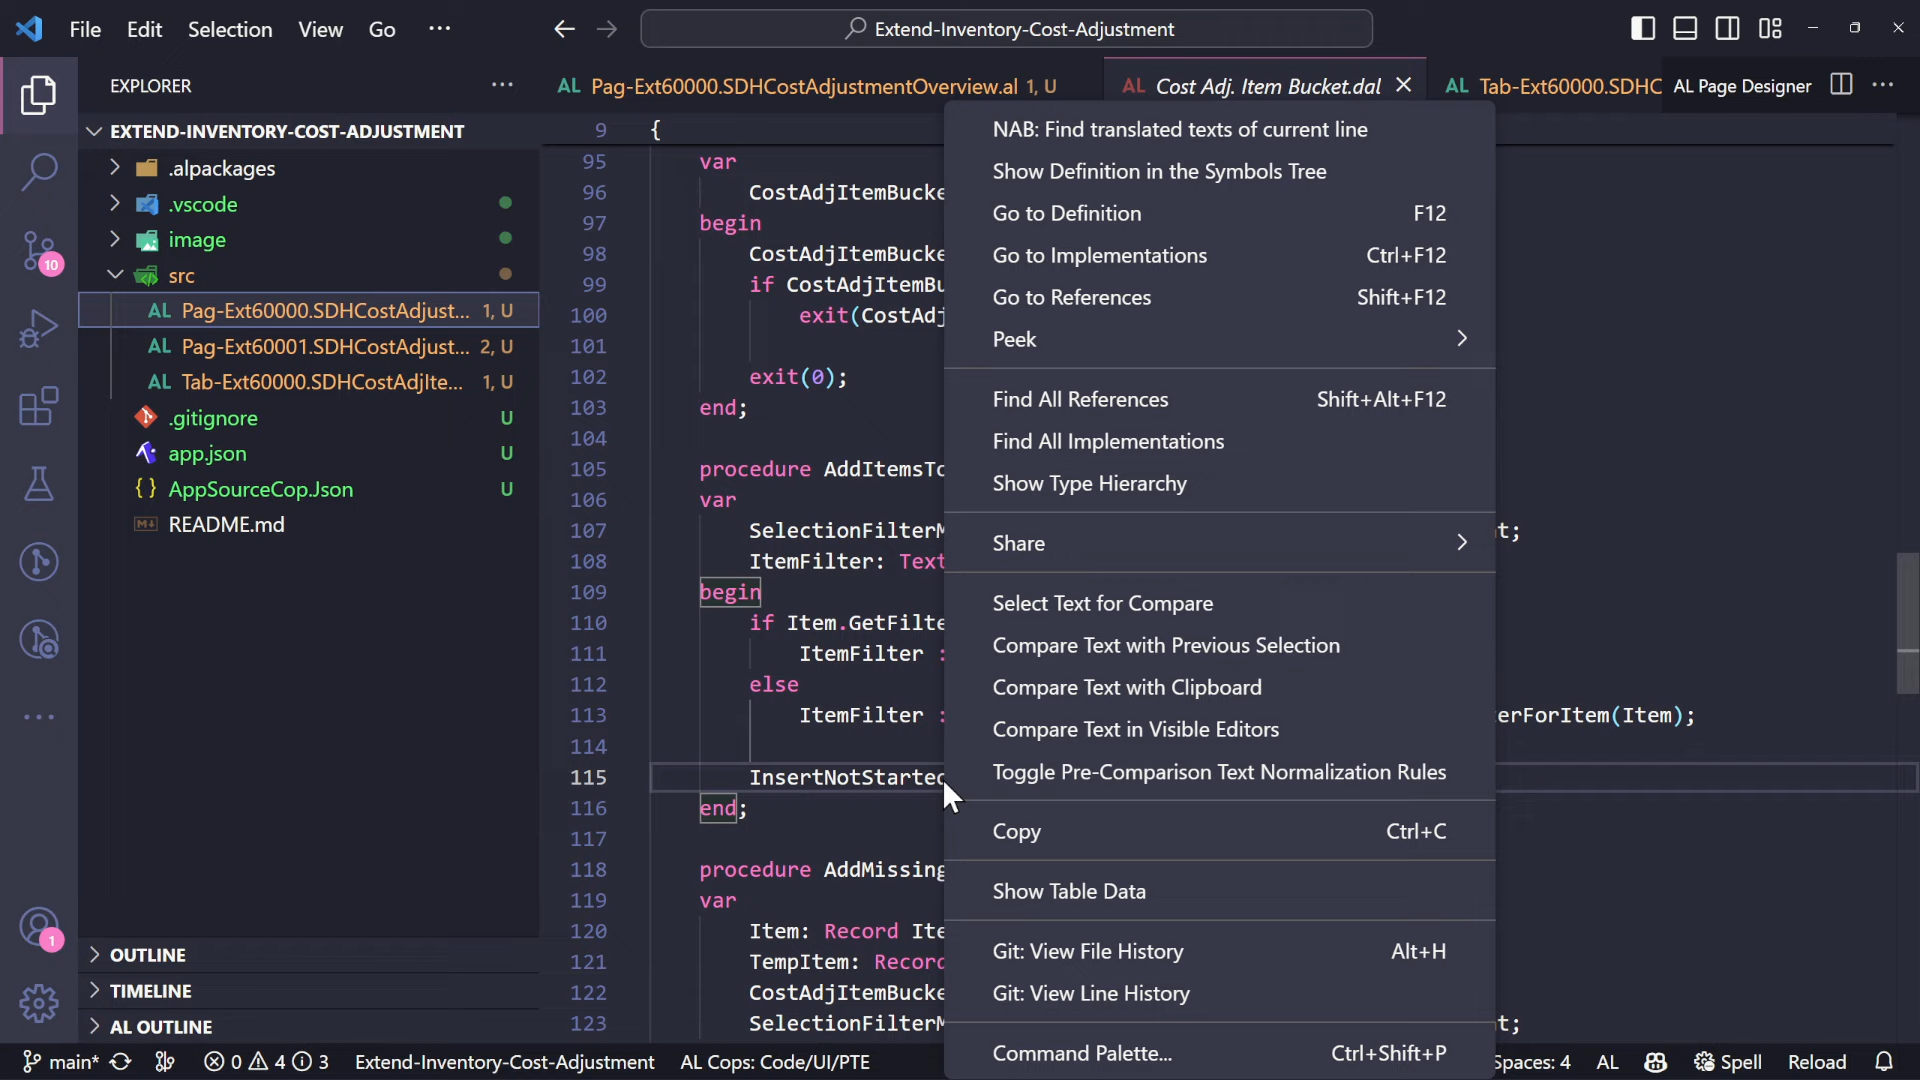 File Edit Selection View Go ···
Extend-Inventory-Cost-Adjustment
EXPLORER
AL Pag-Ext60000.SDHCostAdjustmentOverview.al 1, U
AL Cost Adj. Item Bucket.dal
AL Tab-Ext60000.SDHC
AL Page Designer
EXTEND-INVENTORY-COST-ADJUSTMENT
.alpackages
.vscode
image
src
AL Pag-Ext60000.SDHCostAdjust... 1, U
AL Pag-Ext60001.SDHCostAdjust... 2, U
AL Tab-Ext60000.SDHCostAdjIte... 1, U
.gitignore U
app.json U
{} AppSourceCop.Json U
README.md
10
1
OUTLINE
TIMELINE
AL OUTLINE
9 {
95 var
96 CostAdjItemBucke
97 begin
98 CostAdjItemBucke
99 if CostAdjItemBu
100 exit(CostAdj
101
102 exit(0);
103 end;
104
105 procedure AddItemsTo
106 var
107 SelectionFilterM t;
108 ItemFilter: Text
109 begin
110 if Item.GetFilte
111 ItemFilter :
112 else
113 ItemFilter : erForItem(Item);
114
115 InsertNotStarted
116 end;
117
118 procedure AddMissing
119 var
120 Item: Record Ite
121 TempItem: Record
122 CostAdjItemBucke
123 SelectionFilterM t;
NAB: Find translated texts of current line
Show Definition in the Symbols Tree
Go to Definition F12
Go to Implementations Ctrl+F12
Go to References Shift+F12
Peek
Find All References Shift+Alt+F12
Find All Implementations
Show Type Hierarchy
Share
Select Text for Compare
Compare Text with Previous Selection
Compare Text with Clipboard
Compare Text in Visible Editors
Toggle Pre-Comparison Text Normalization Rules
Copy Ctrl+C
Show Table Data
Git: View File History Alt+H
Git: View Line History
Command Palette... Ctrl+Shift+P
main* 0 4 3 Extend-Inventory-Cost-Adjustment AL Cops: Code/UI/PTE Spaces: 4 AL Spell Reload